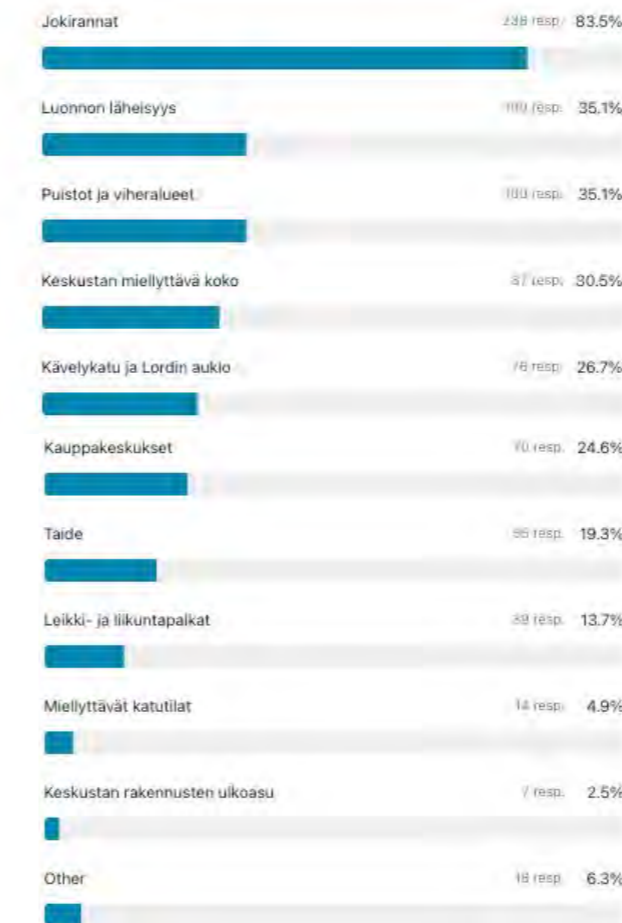 Jokirannat 238 resp. 83.5%
Luonnon läheisyys 100 resp. 35.1%
Puistot ja viheralueet 100 resp. 35.1%
Keskustan miellyttävä koko 87 resp. 30.5%
Kävelykatu ja Lordin aukio 76 resp. 26.7%
Kauppakeskukset 70 resp. 24.6%
Taide 55 resp. 19.3%
Leikki- ja liikuntapaikat 39 resp. 13.7%
Miellyttävät katutilat 14 resp. 4.9%
Keskustan rakennusten ulkoasu 7 resp. 2.5%
Other 18 resp. 6.3%